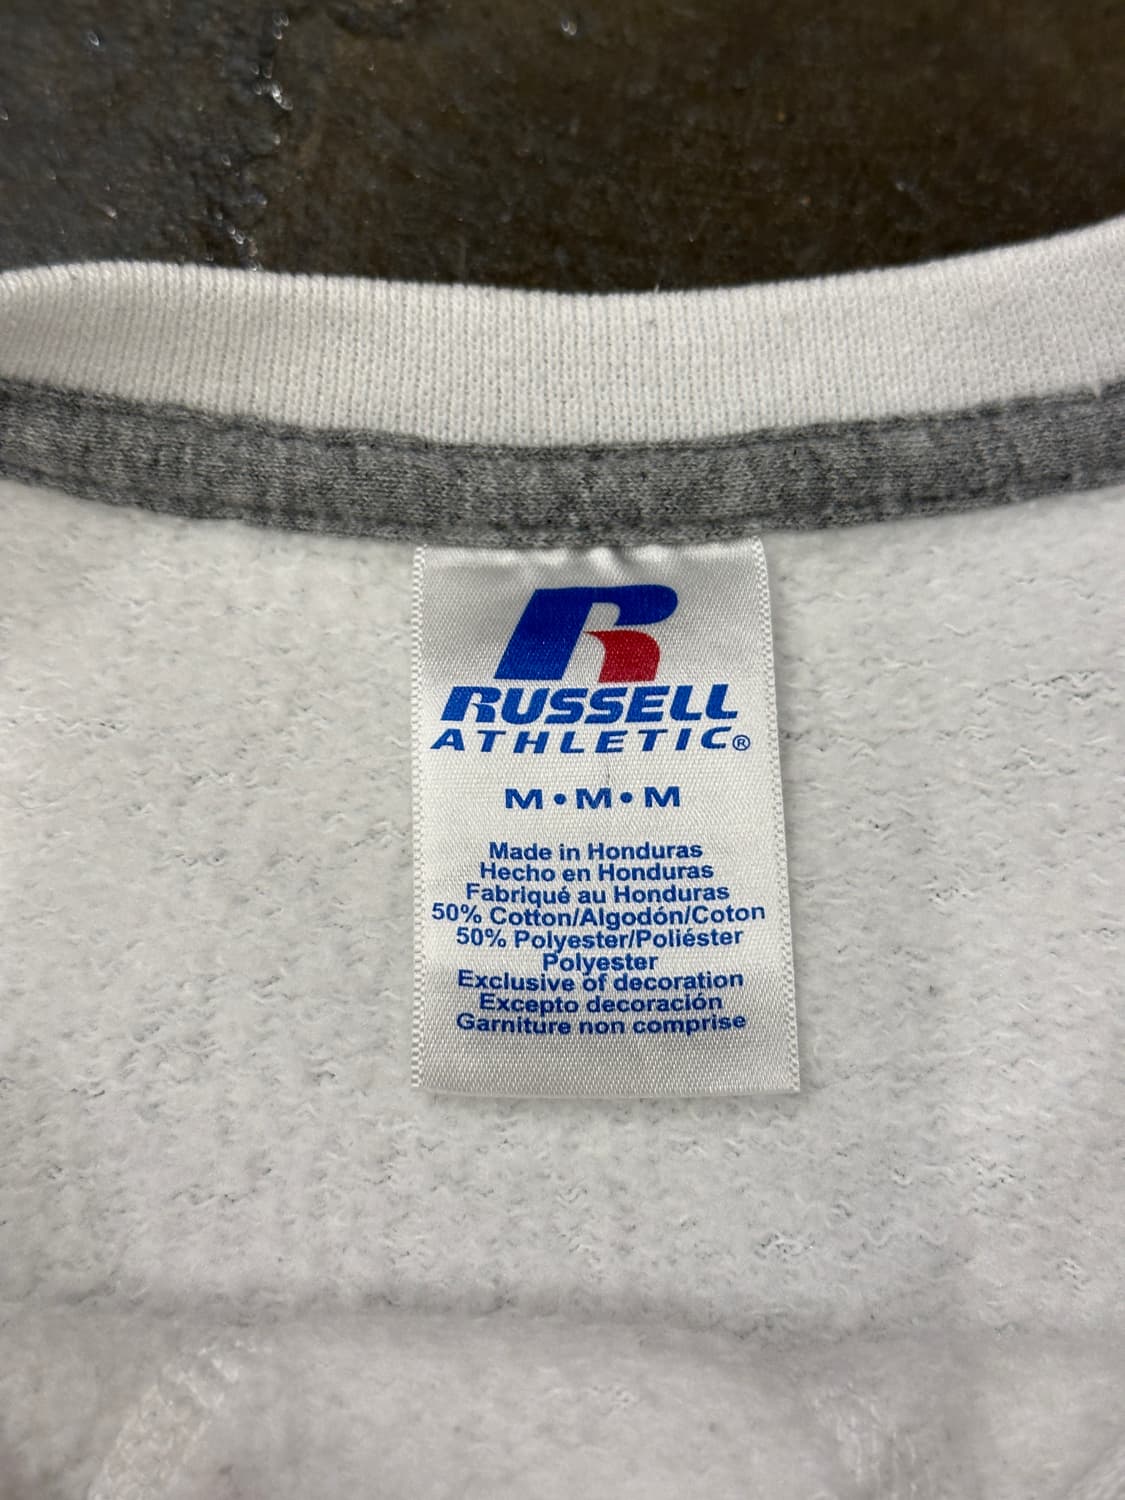 RUSSELL
ATHLETIC®
M•M•M
Made in Honduras
Hecho en Honduras
Fabriqué au Honduras
50% Cotton/Algodón/Coton
50% Polyester/Poliéster
Polyester
Exclusive of decoration
Excepto decoración
Garniture non comprise